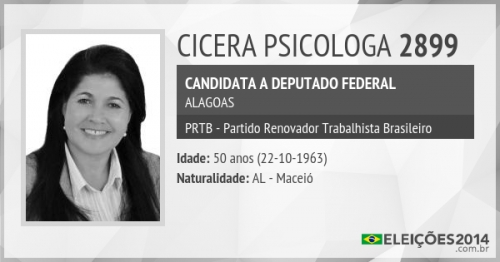 CICERA PSICOLOGA 2899
CANDIDATA A DEPUTADO FEDERAL
ALAGOAS
PRTB - Partido Renovador Trabalhista Brasileiro
Idade: 50 anos (22-10-1963)
Naturalidade: AL - Maceió
ELEIÇÕES2014
.com.br